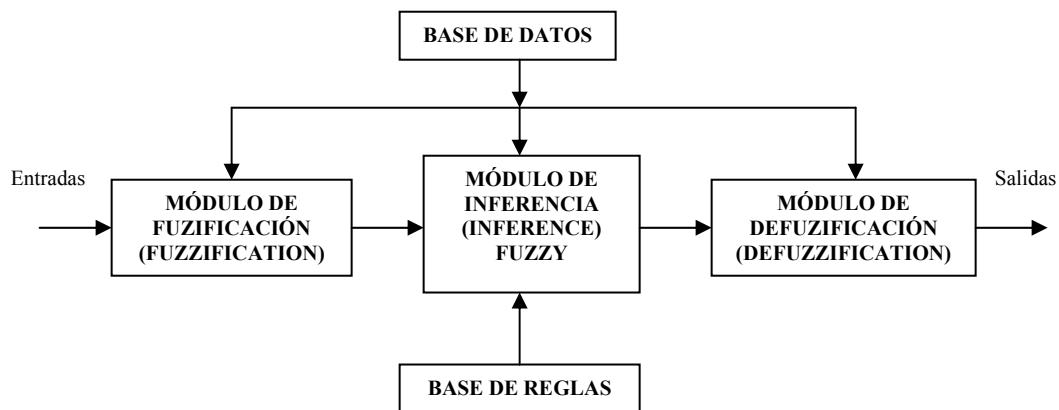 BASE DE DATOS
Entradas
MÓDULO DE
FUZIFICACIÓN
(FUZZIFICATION)
MÓDULO DE
INFERENCIA
(INFERENCE)
FUZZY
MÓDULO DE
DEFUZIFICACIÓN
(DEFUZZIFICATION)
Salidas
BASE DE REGLAS